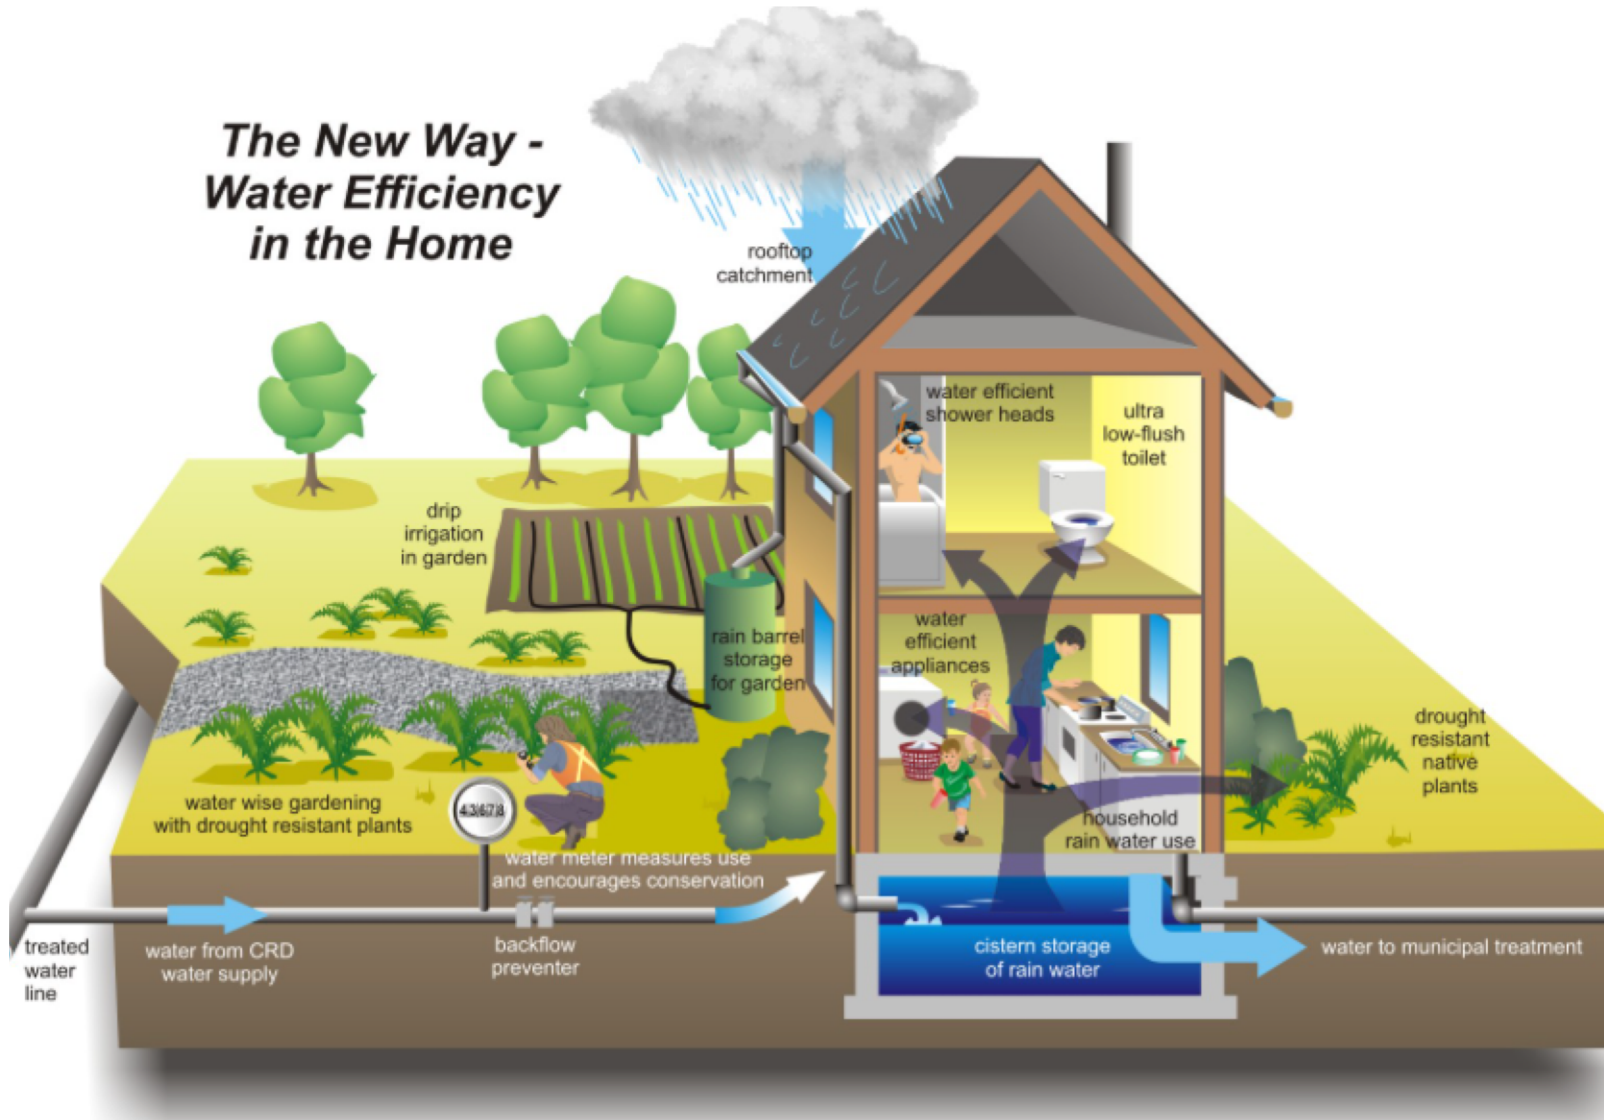 The New Way -
Water Efficiency
in the Home
rooftop
catchment
water efficient
shower heads
ultra
low-flush
toilet
drip
irrigation
in garden
rain barrel
storage
for garden
water
efficient
appliances
drought
resistant
native
plants
water wise gardening
with drought resistant plants
43678
household
rain water use
water meter measures use
and encourages conservation
treated
water
line
water from CRD
water supply
backflow
preventer
cistern storage
of rain water
water to municipal treatment